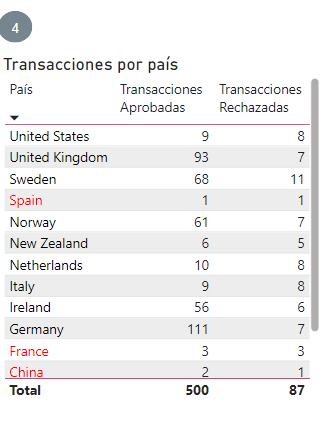 4
Transacciones por país
País Transacciones Aprobadas Transacciones Rechazadas
United States 9 8
United Kingdom 93 7
Sweden 68 11
Spain 1 1
Norway 61 7
New Zealand 6 5
Netherlands 10 8
Italy 9 8
Ireland 56 6
Germany 111 7
France 3 3
China 2 1
Total 500 87